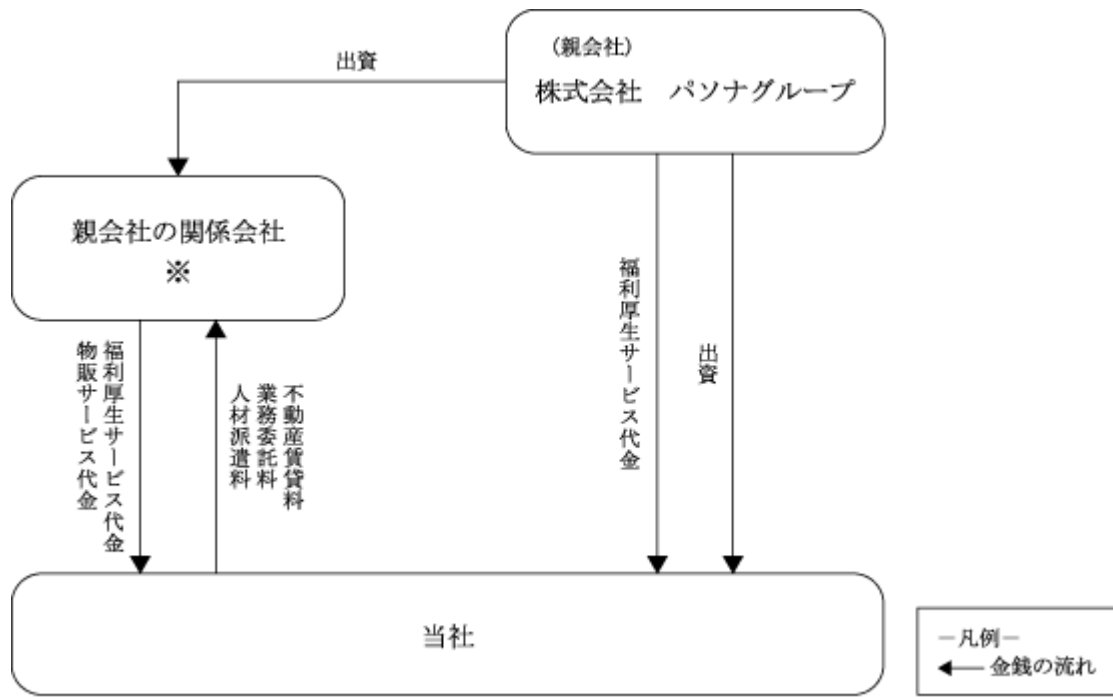 （親会社）
株式会社　パソナグループ
出資
親会社の関係会社
※
福利厚生サービス代金
物販サービス代金
不動産賃貸料
業務委託料
人材派遣料
福利厚生サービス代金
出資
当社
－凡例－
金銭の流れ